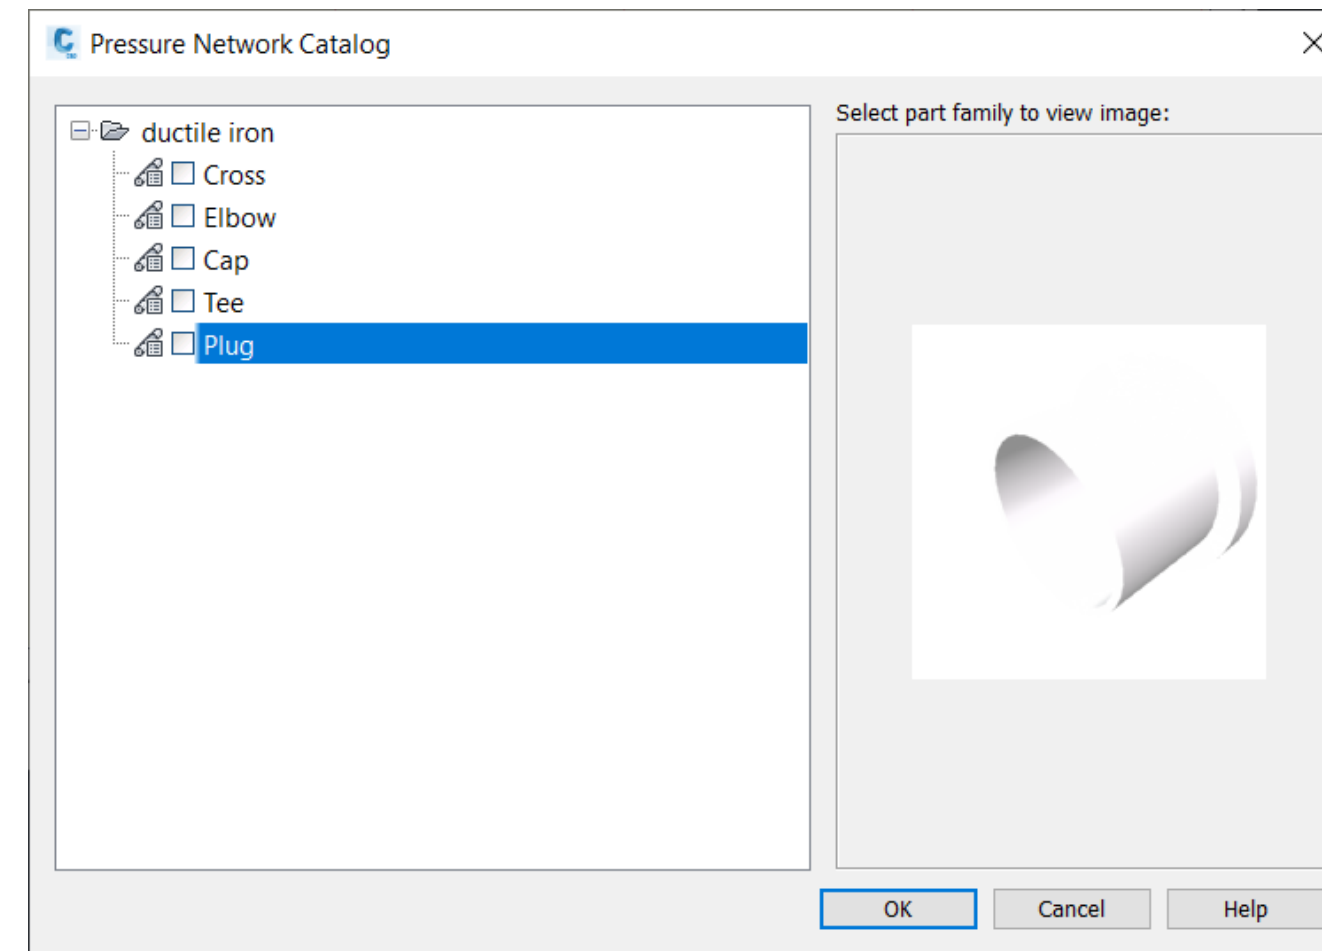 Pressure Network Catalog
Select part family to view image:
ductile iron
Cross
Elbow
Cap
Tee
Plug
OK
Cancel
Help